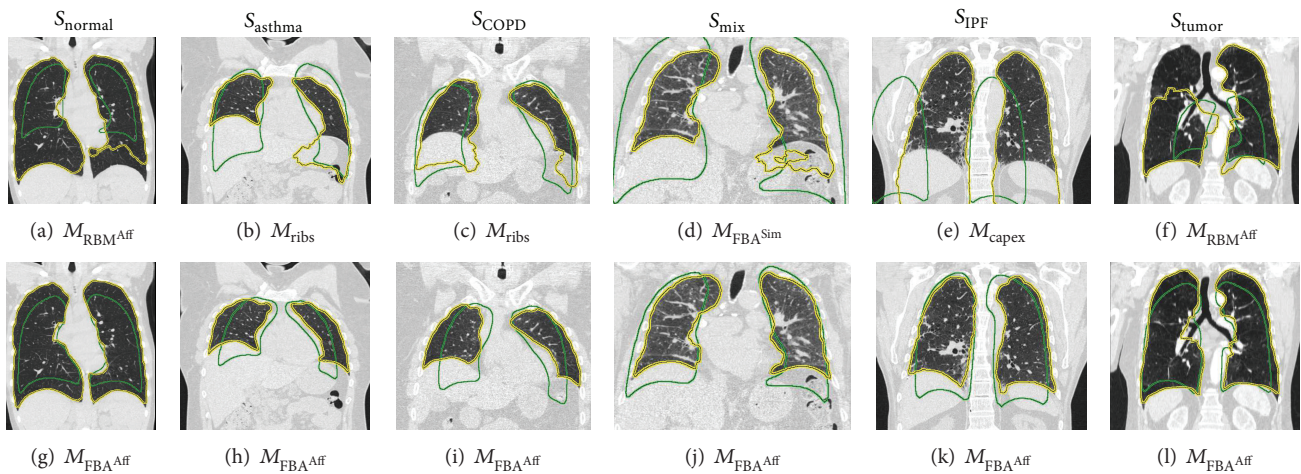 S_normal S_asthma S_COPD S_mix S_IPF S_tumor
(a) M_RBM^Aff (b) M_ribs (c) M_ribs (d) M_FBA^Sim (e) M_capex (f) M_RBM^Aff
(g) M_FBA^Aff (h) M_FBA^Aff (i) M_FBA^Aff (j) M_FBA^Aff (k) M_FBA^Aff (l) M_FBA^Aff